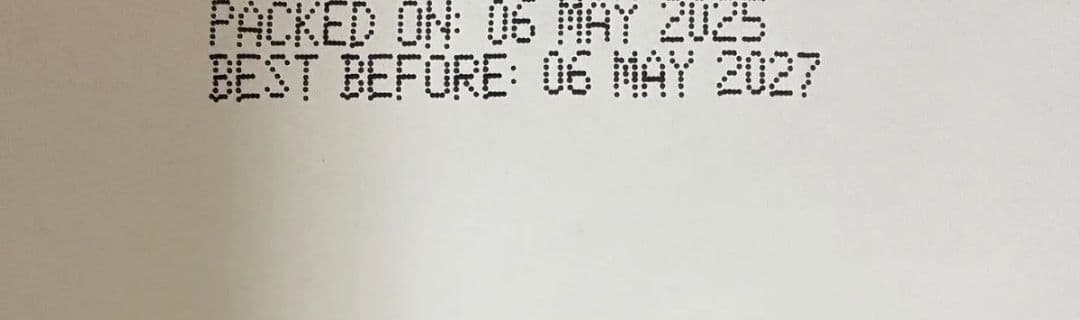 PACKED ON: 06 MAY 2025
BEST BEFORE: 06 MAY 2027